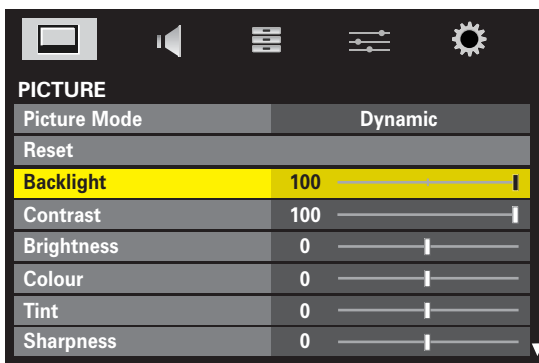 PICTURE
Picture Mode Dynamic
Reset
Backlight 100
Contrast 100
Brightness 0
Colour 0
Tint 0
Sharpness 0